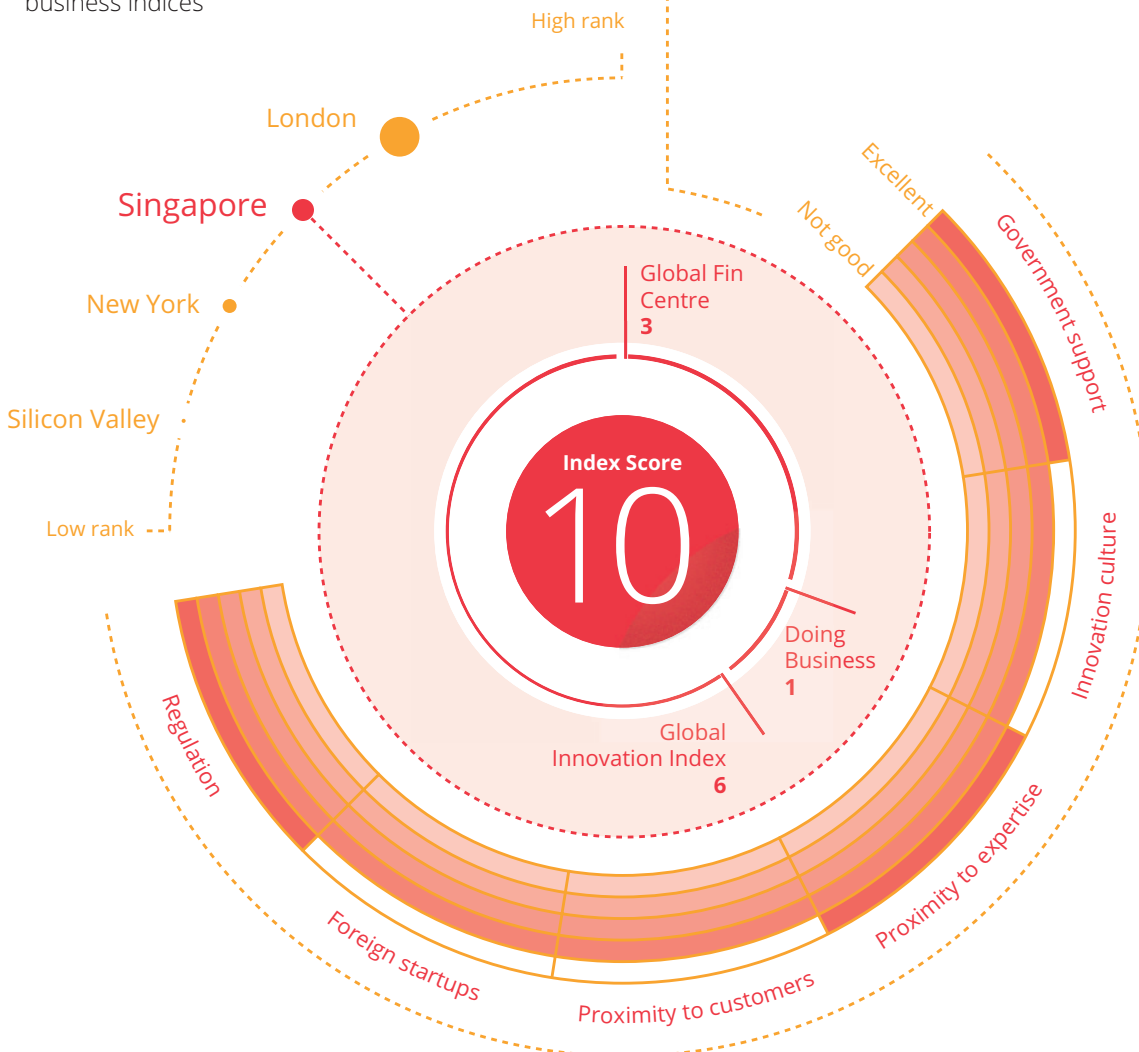 business indices
High rank
London
Singapore
New York
Silicon Valley
Low rank
Excellent
Not good
Global Fin
Centre
3
Index Score
10
Doing
Business
1
Global
Innovation Index
6
Government support
Innovation culture
Proximity to expertise
Proximity to customers
Foreign startups
Regulation